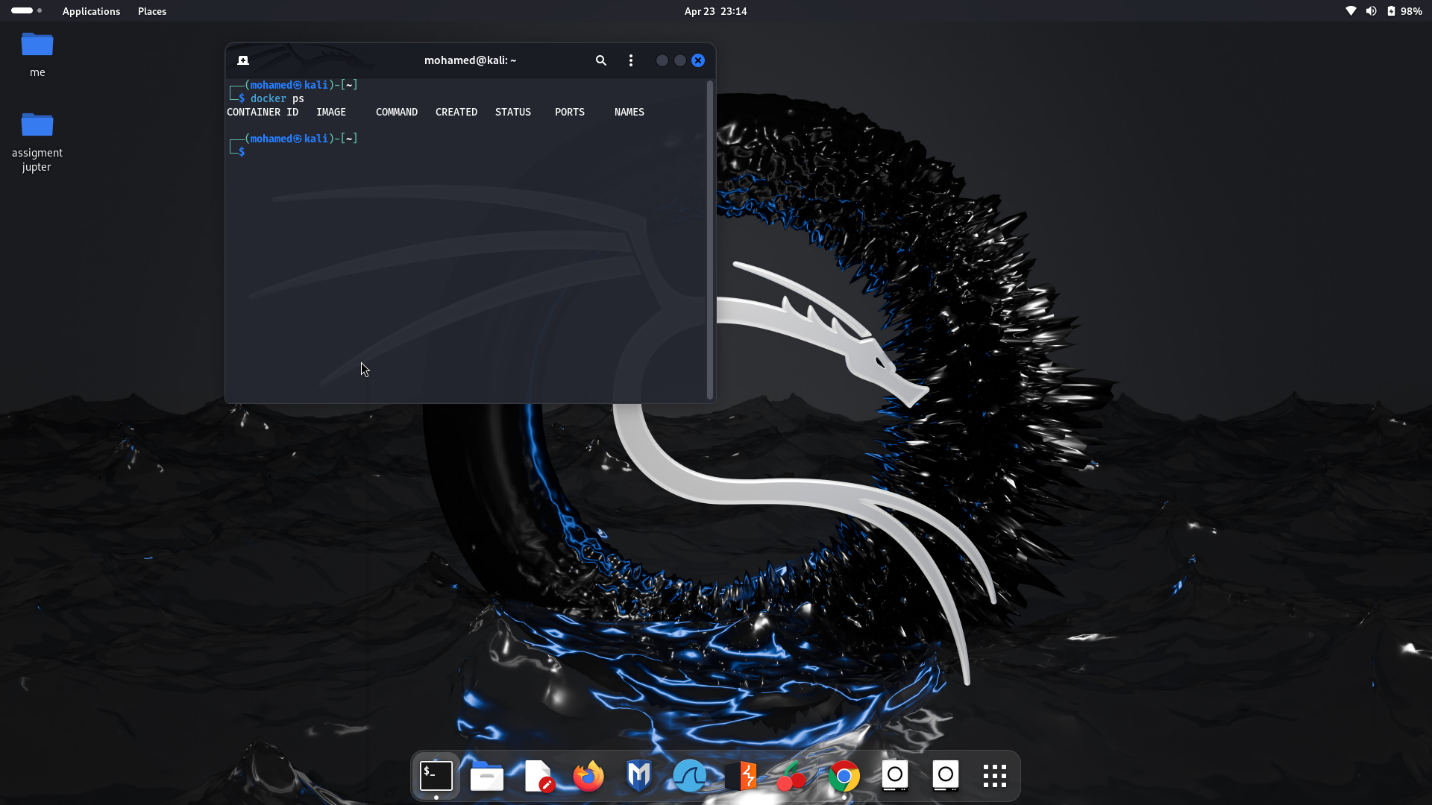 Applications Places Apr 23 23:14 98%
me
assigment
jupter
mohamed@kali: ~
┌──(mohamed㉿kali)-[~]
└─$ docker ps
CONTAINER ID IMAGE COMMAND CREATED STATUS PORTS NAMES
┌──(mohamed㉿kali)-[~]
└─$
$_